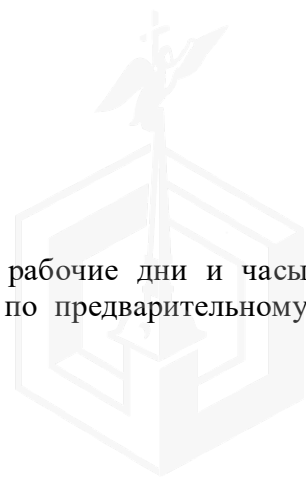 рабочие дни и часы
по предварительному